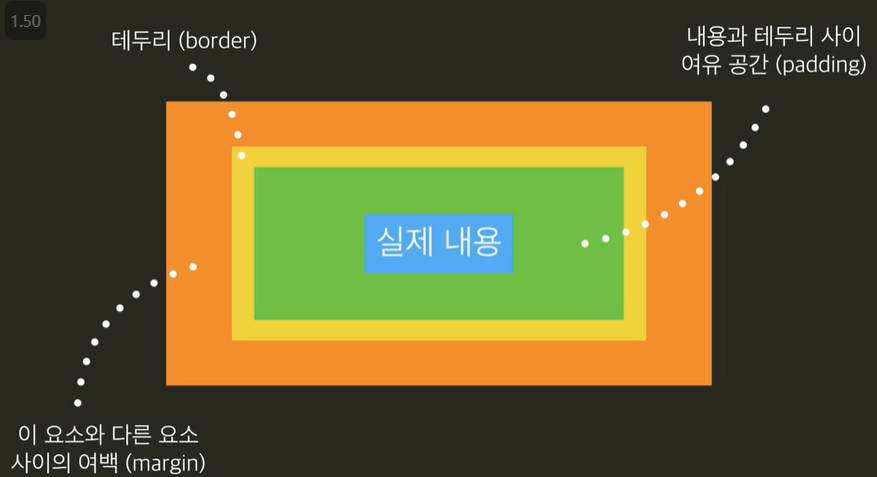 1.50
테두리 (border)
내용과 테두리 사이
여유 공간 (padding)
실제 내용
이 요소와 다른 요소
사이의 여백 (margin)